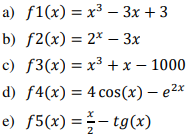 a) f1(x) = x³ − 3x + 3
b) f2(x) = 2ˣ − 3x
c) f3(x) = x³ + x − 1000
d) f4(x) = 4 cos(x) − e²ˣ
e) f5(x) = x/2 − tg(x)